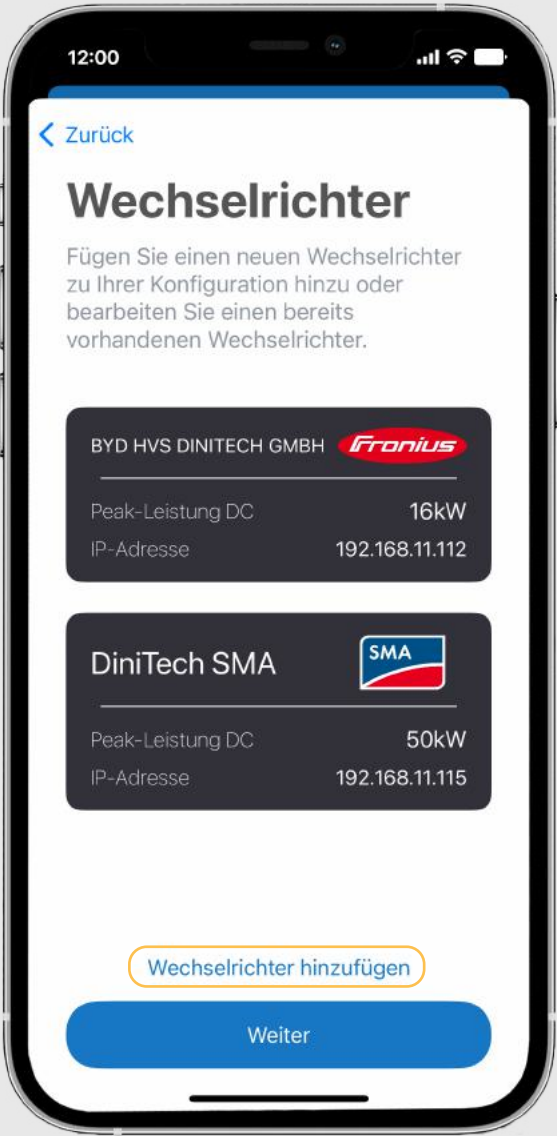 12:00
Zurück
Wechselrichter
Fügen Sie einen neuen Wechselrichter
zu Ihrer Konfiguration hinzu oder
bearbeiten Sie einen bereits
vorhandenen Wechselrichter.
BYD HVS DINITECH GMBH Fronius
Peak-Leistung DC 16kW
IP-Adresse 192.168.11.112
DiniTech SMA SMA
Peak-Leistung DC 50kW
IP-Adresse 192.168.11.115
Wechselrichter hinzufügen
Weiter